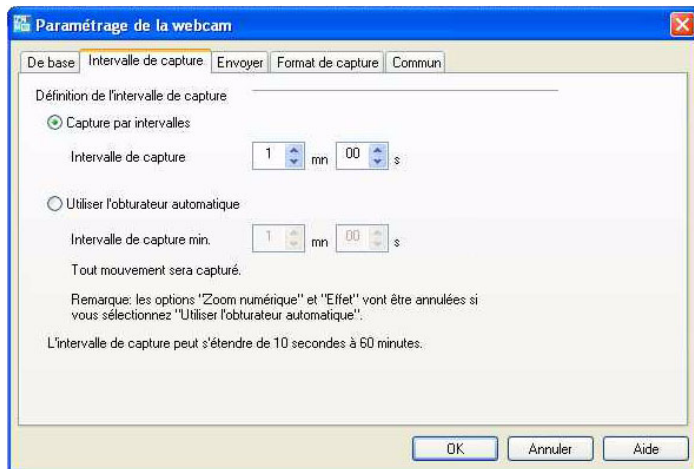 Paramétrage de la webcam
De base Intervalle de capture Envoyer Format de capture Commun
Définition de l'intervalle de capture
Capture par intervalles
Intervalle de capture 1 mn 00 s
Utiliser l'obturateur automatique
Intervalle de capture min. 1 mn 00 s
Tout mouvement sera capturé.
Remarque: les options "Zoom numérique" et "Effet" vont être annulées si
vous sélectionnez "Utiliser l'obturateur automatique".
L'intervalle de capture peut s'étendre de 10 secondes à 60 minutes.
OK Annuler Aide